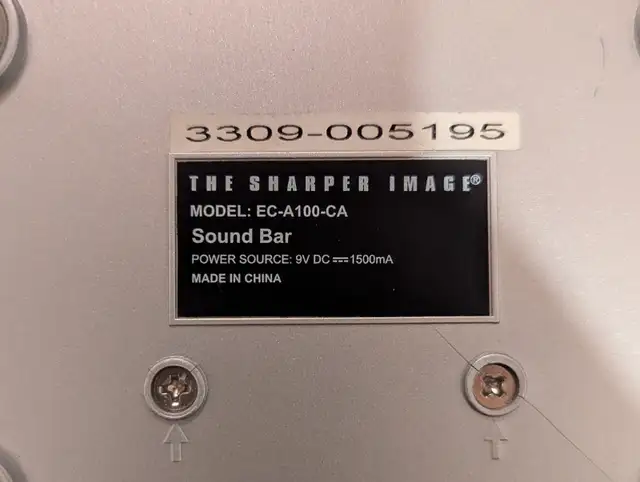 3309-005195
THE SHARPER IMAGE®
MODEL: EC-A100-CA
Sound Bar
POWER SOURCE: 9V DC ⎓ 1500mA
MADE IN CHINA